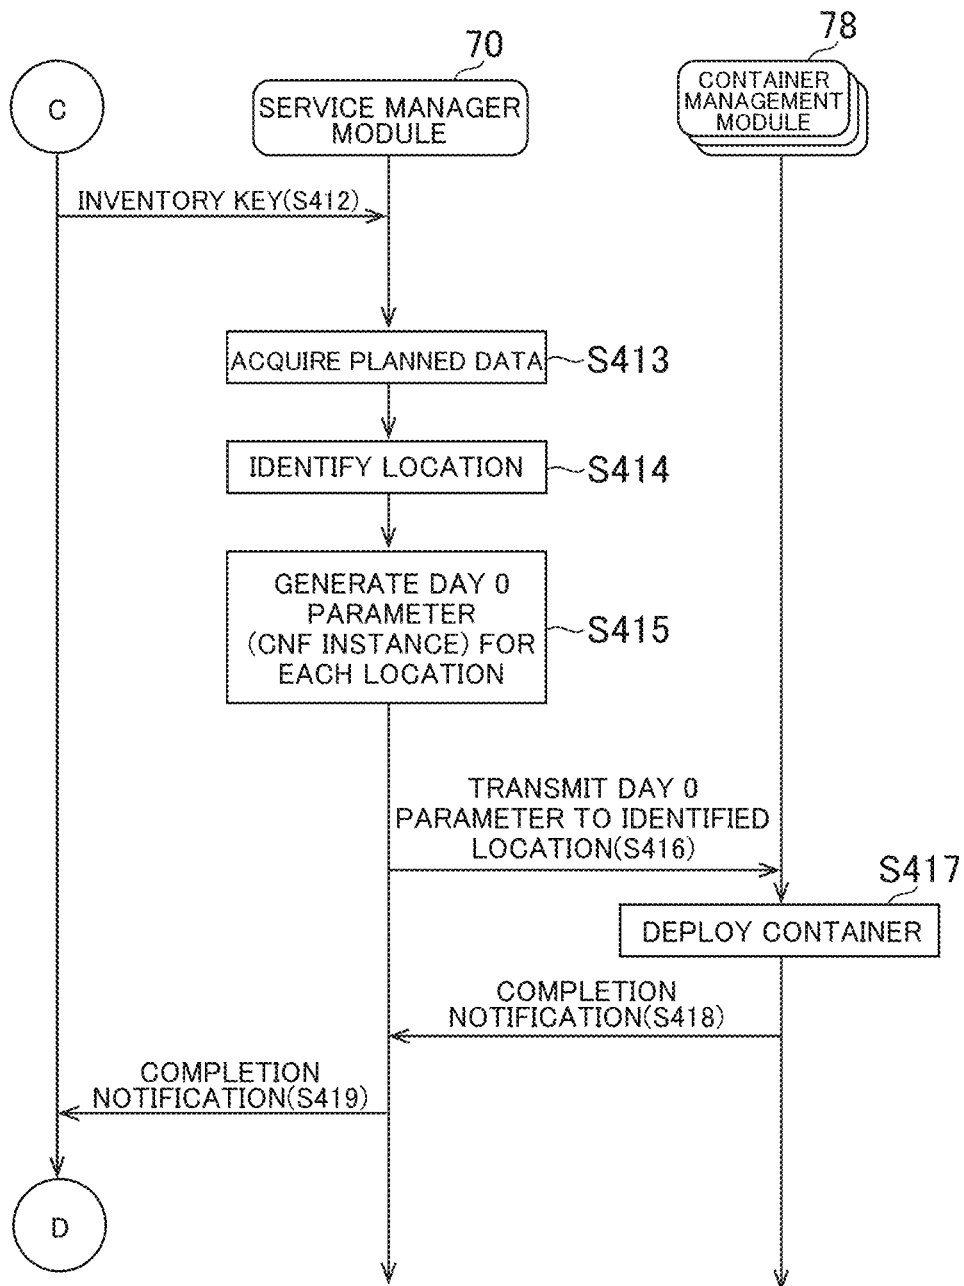 70
78
C
SERVICE MANAGER
MODULE
CONTAINER
MANAGEMENT
MODULE
INVENTORY KEY(S412)
ACQUIRE PLANNED DATA
S413
IDENTIFY LOCATION
S414
GENERATE DAY 0
PARAMETER
(CNF INSTANCE) FOR
EACH LOCATION
S415
TRANSMIT DAY 0
PARAMETER TO IDENTIFIED
LOCATION(S416)
S417
DEPLOY CONTAINER
COMPLETION
NOTIFICATION(S418)
COMPLETION
NOTIFICATION(S419)
D